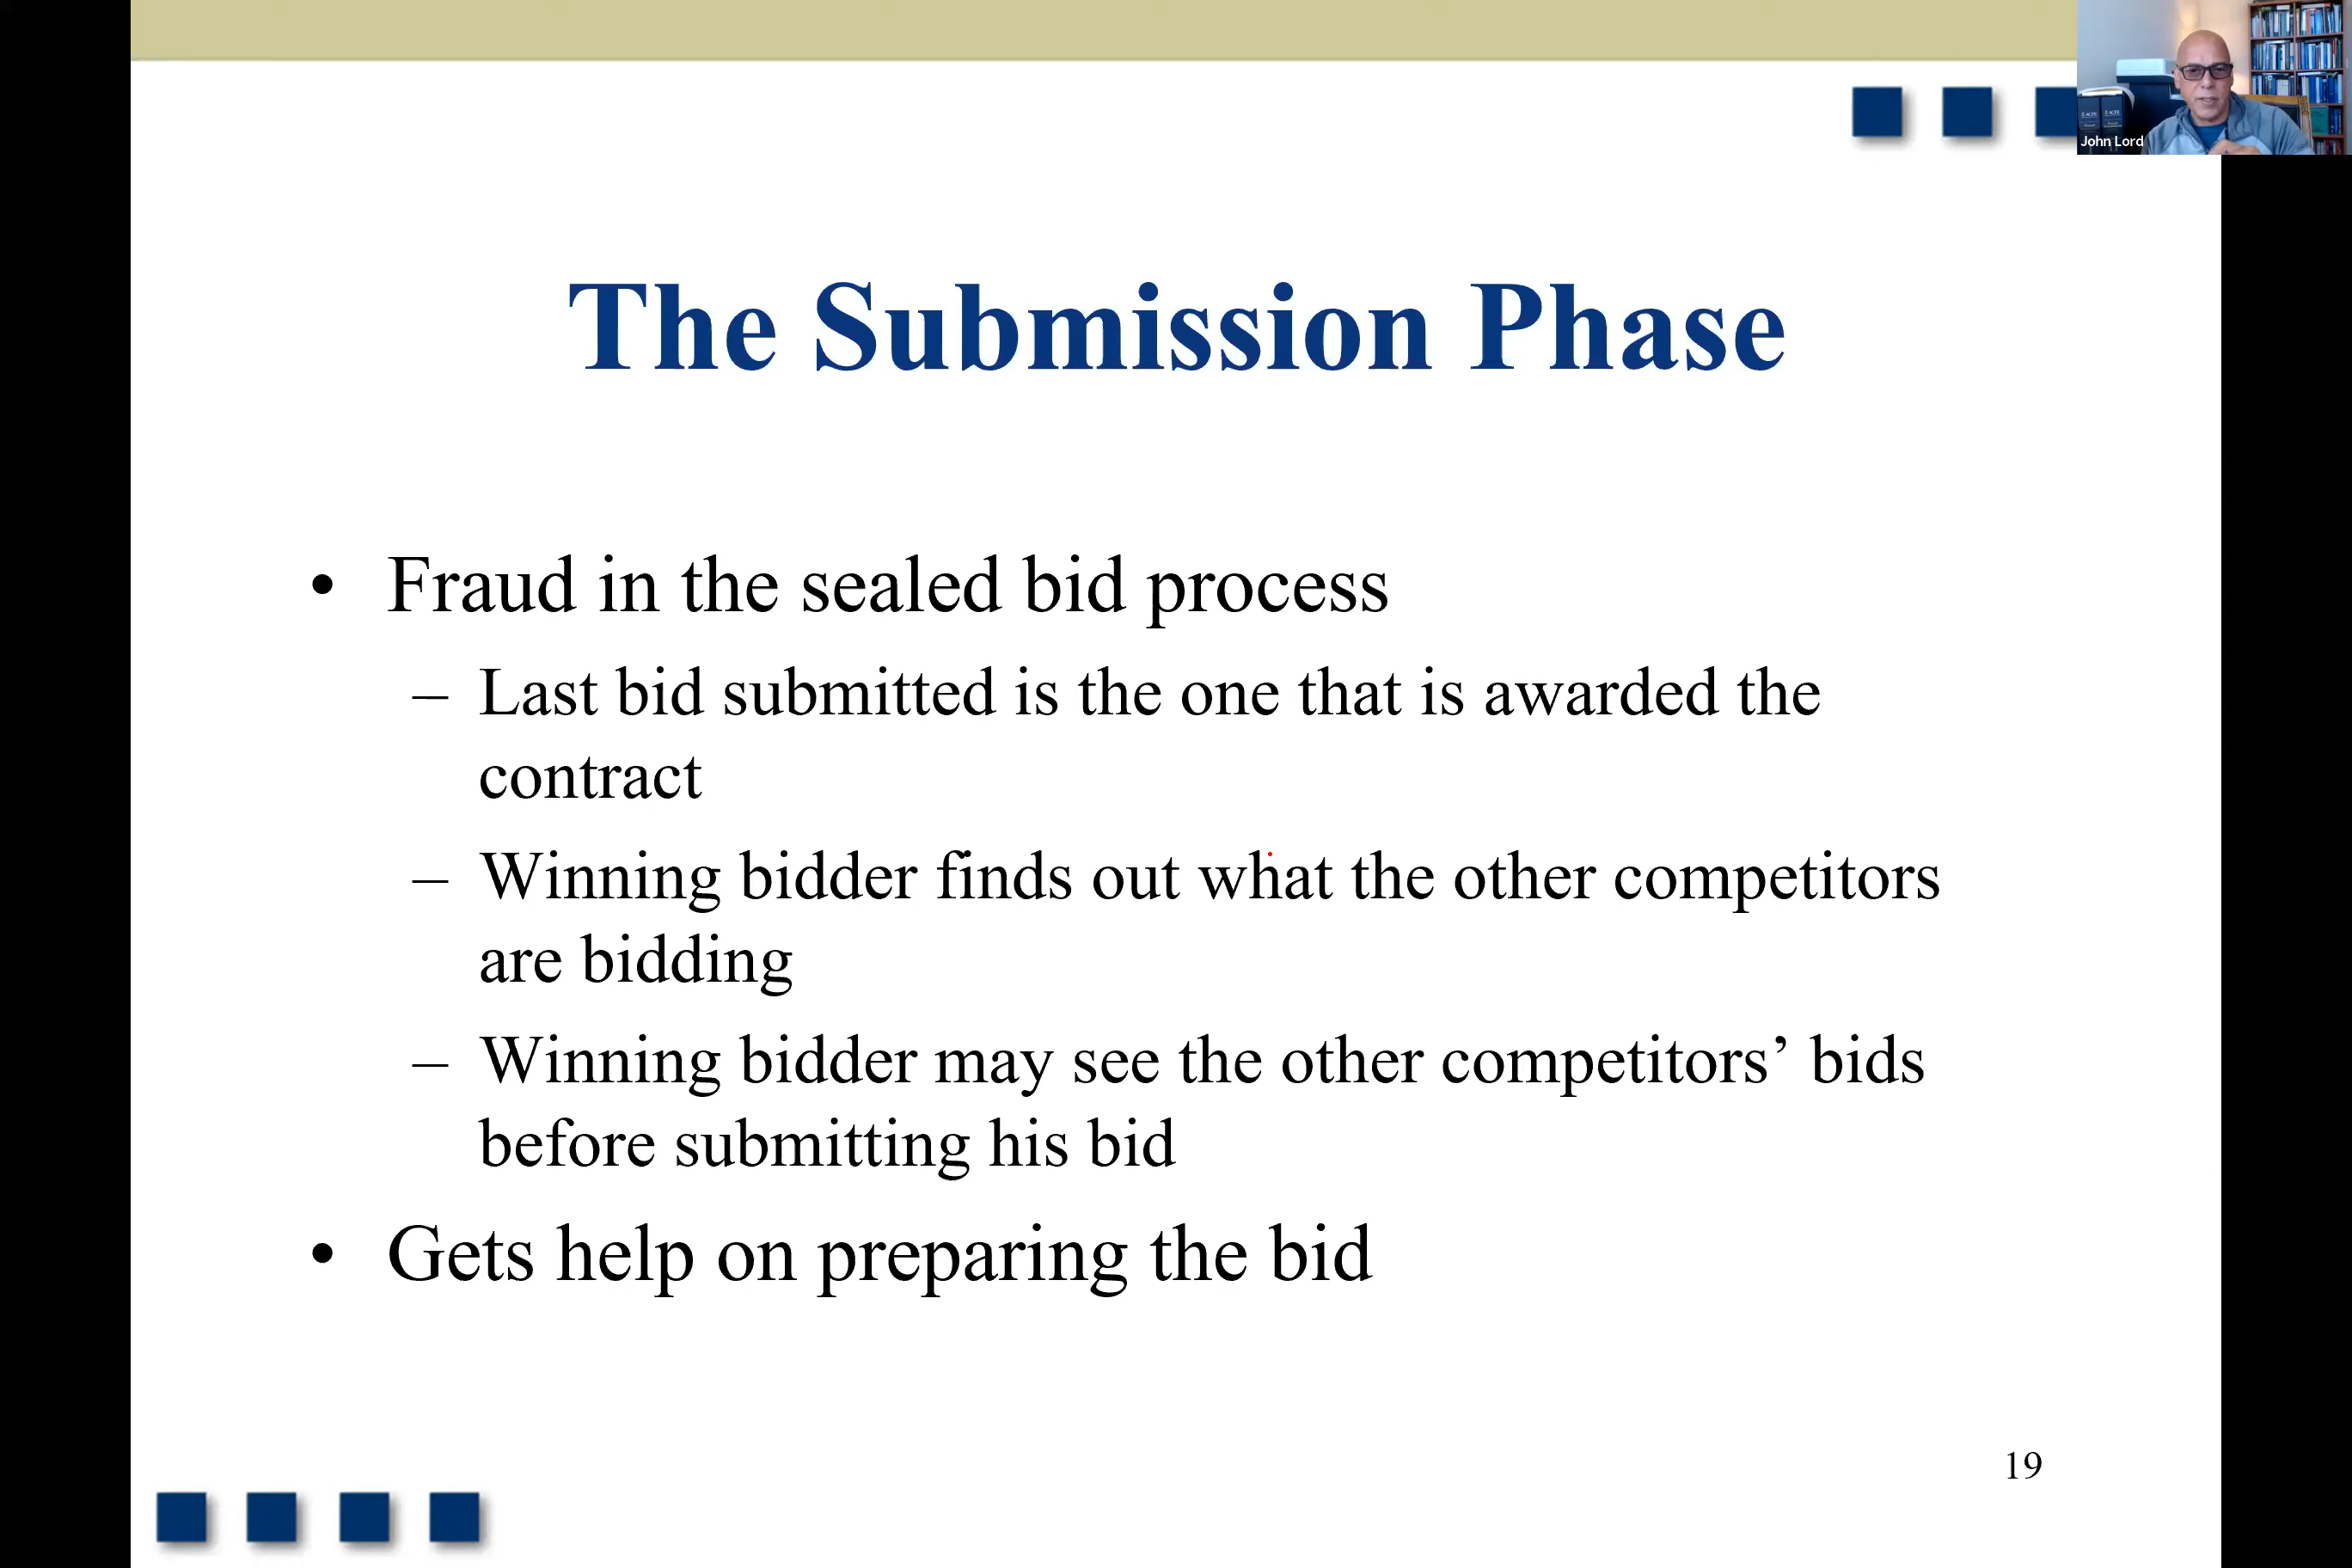 John Lord
The Submission Phase
• Fraud in the sealed bid process
– Last bid submitted is the one that is awarded the
contract
– Winning bidder finds out what the other competitors
are bidding
– Winning bidder may see the other competitors’ bids
before submitting his bid
• Gets help on preparing the bid
19